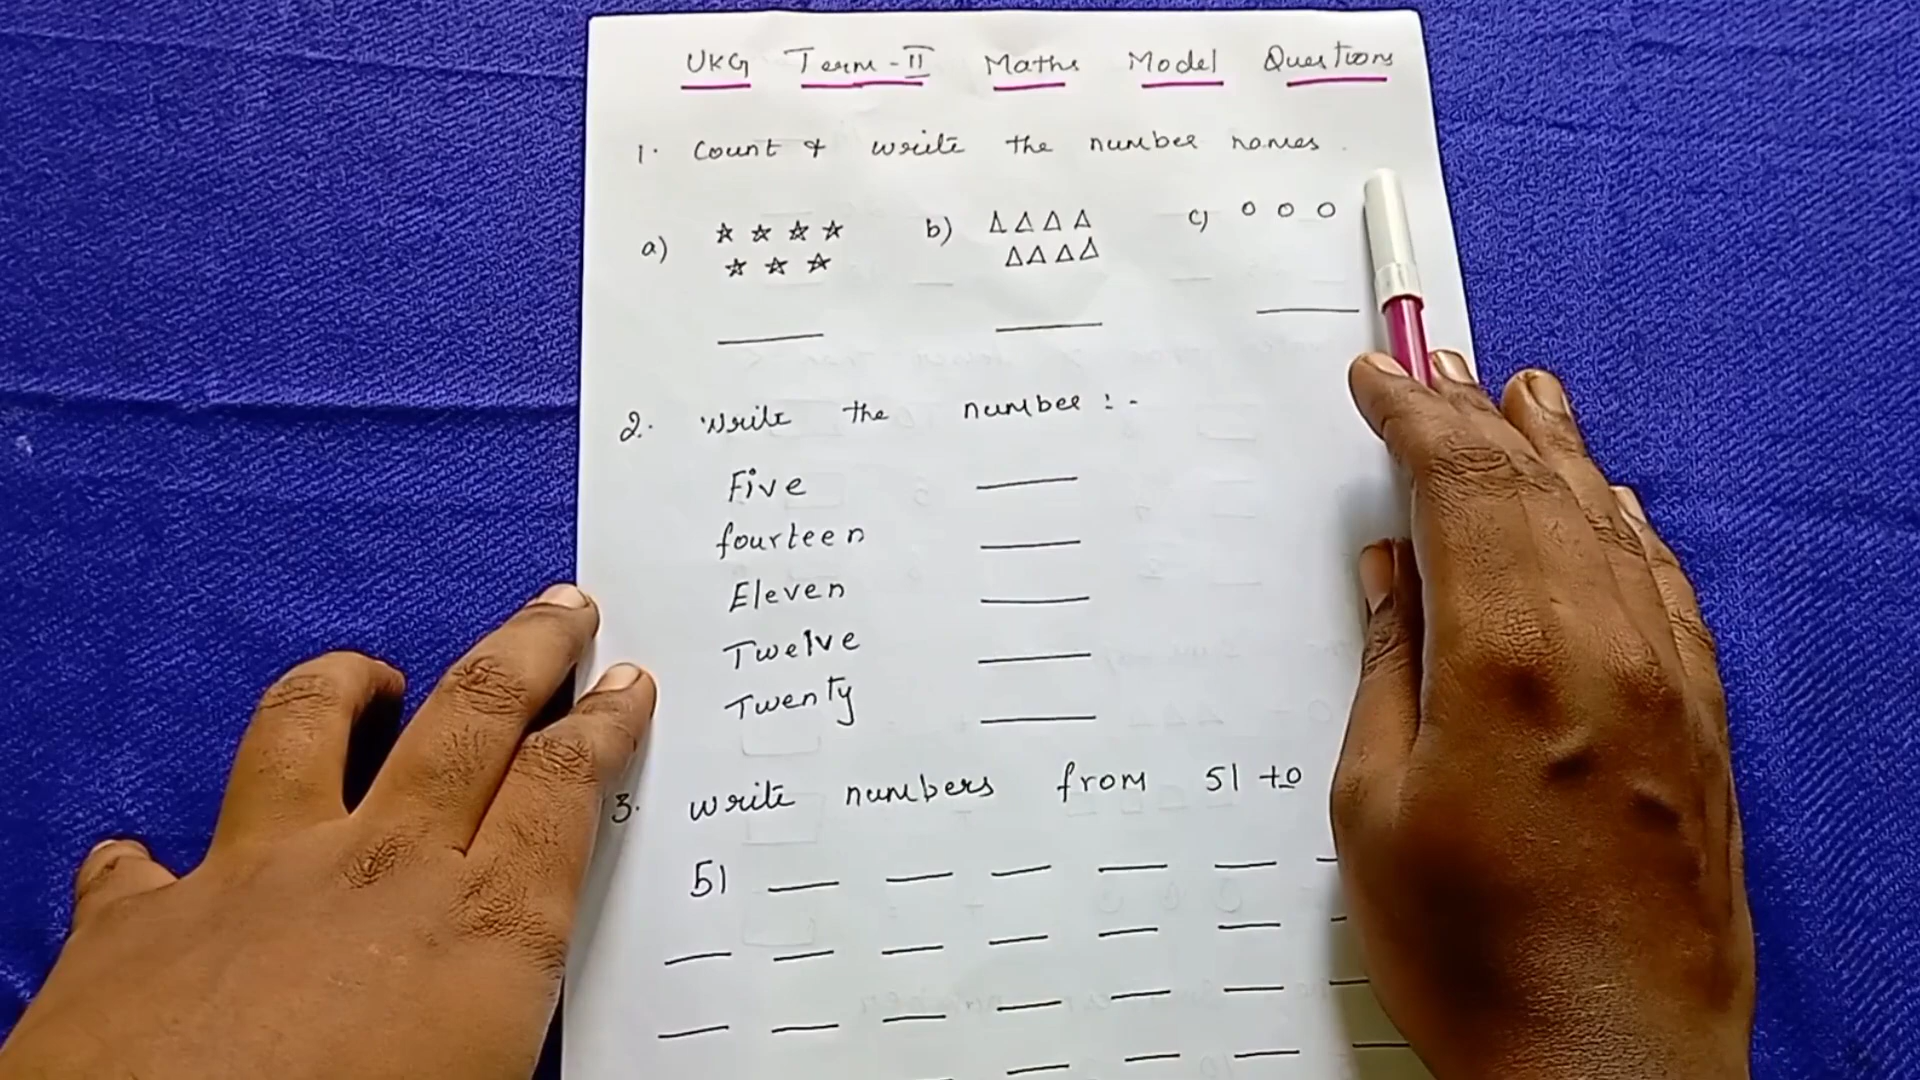 UKG Term - II Maths Model Questions
1. Count & write the number names.
a) b) c)
2. Write the number :-
Five
fourteen
Eleven
Twelve
Twenty
3. write numbers from 51 to
51